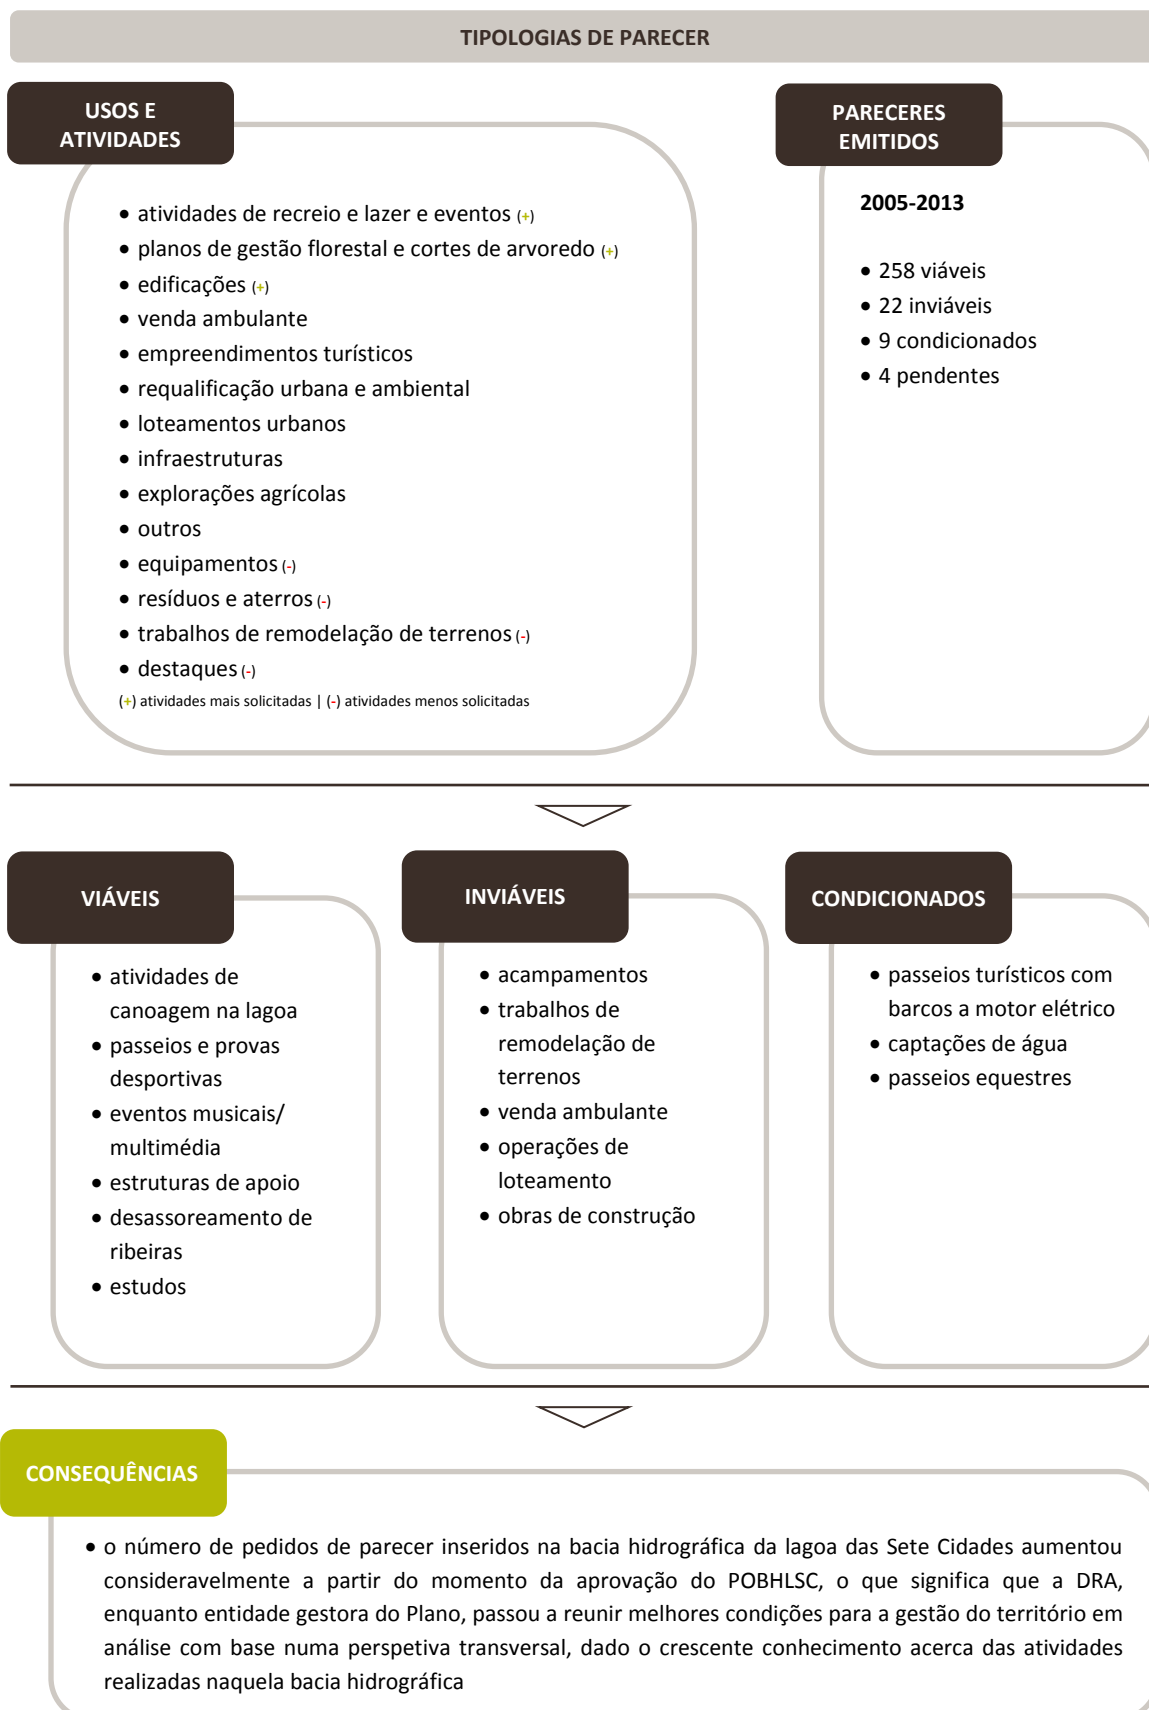 TIPOLOGIAS DE PARECER
USOS E
ATIVIDADES
• atividades de recreio e lazer e eventos (+)
• planos de gestão florestal e cortes de arvoredo (+)
• edificações (+)
• venda ambulante
• empreendimentos turísticos
• requalificação urbana e ambiental
• loteamentos urbanos
• infraestruturas
• explorações agrícolas
• outros
• equipamentos (-)
• resíduos e aterros (-)
• trabalhos de remodelação de terrenos (-)
• destaques (-)
(+) atividades mais solicitadas | (-) atividades menos solicitadas
PARECERES
EMITIDOS
2005-2013
• 258 viáveis
• 22 inviáveis
• 9 condicionados
• 4 pendentes
VIÁVEIS
• atividades de
canoagem na lagoa
• passeios e provas
desportivas
• eventos musicais/
multimédia
• estruturas de apoio
• desassoreamento de
ribeiras
• estudos
INVIÁVEIS
• acampamentos
• trabalhos de
remodelação de
terrenos
• venda ambulante
• operações de
loteamento
• obras de construção
CONDICIONADOS
• passeios turísticos com
barcos a motor elétrico
• captações de água
• passeios equestres
CONSEQUÊNCIAS
• o número de pedidos de parecer inseridos na bacia hidrográfica da lagoa das Sete Cidades aumentou
consideravelmente a partir do momento da aprovação do POBHLSC, o que significa que a DRA,
enquanto entidade gestora do Plano, passou a reunir melhores condições para a gestão do território em
análise com base numa perspetiva transversal, dado o crescente conhecimento acerca das atividades
realizadas naquela bacia hidrográfica